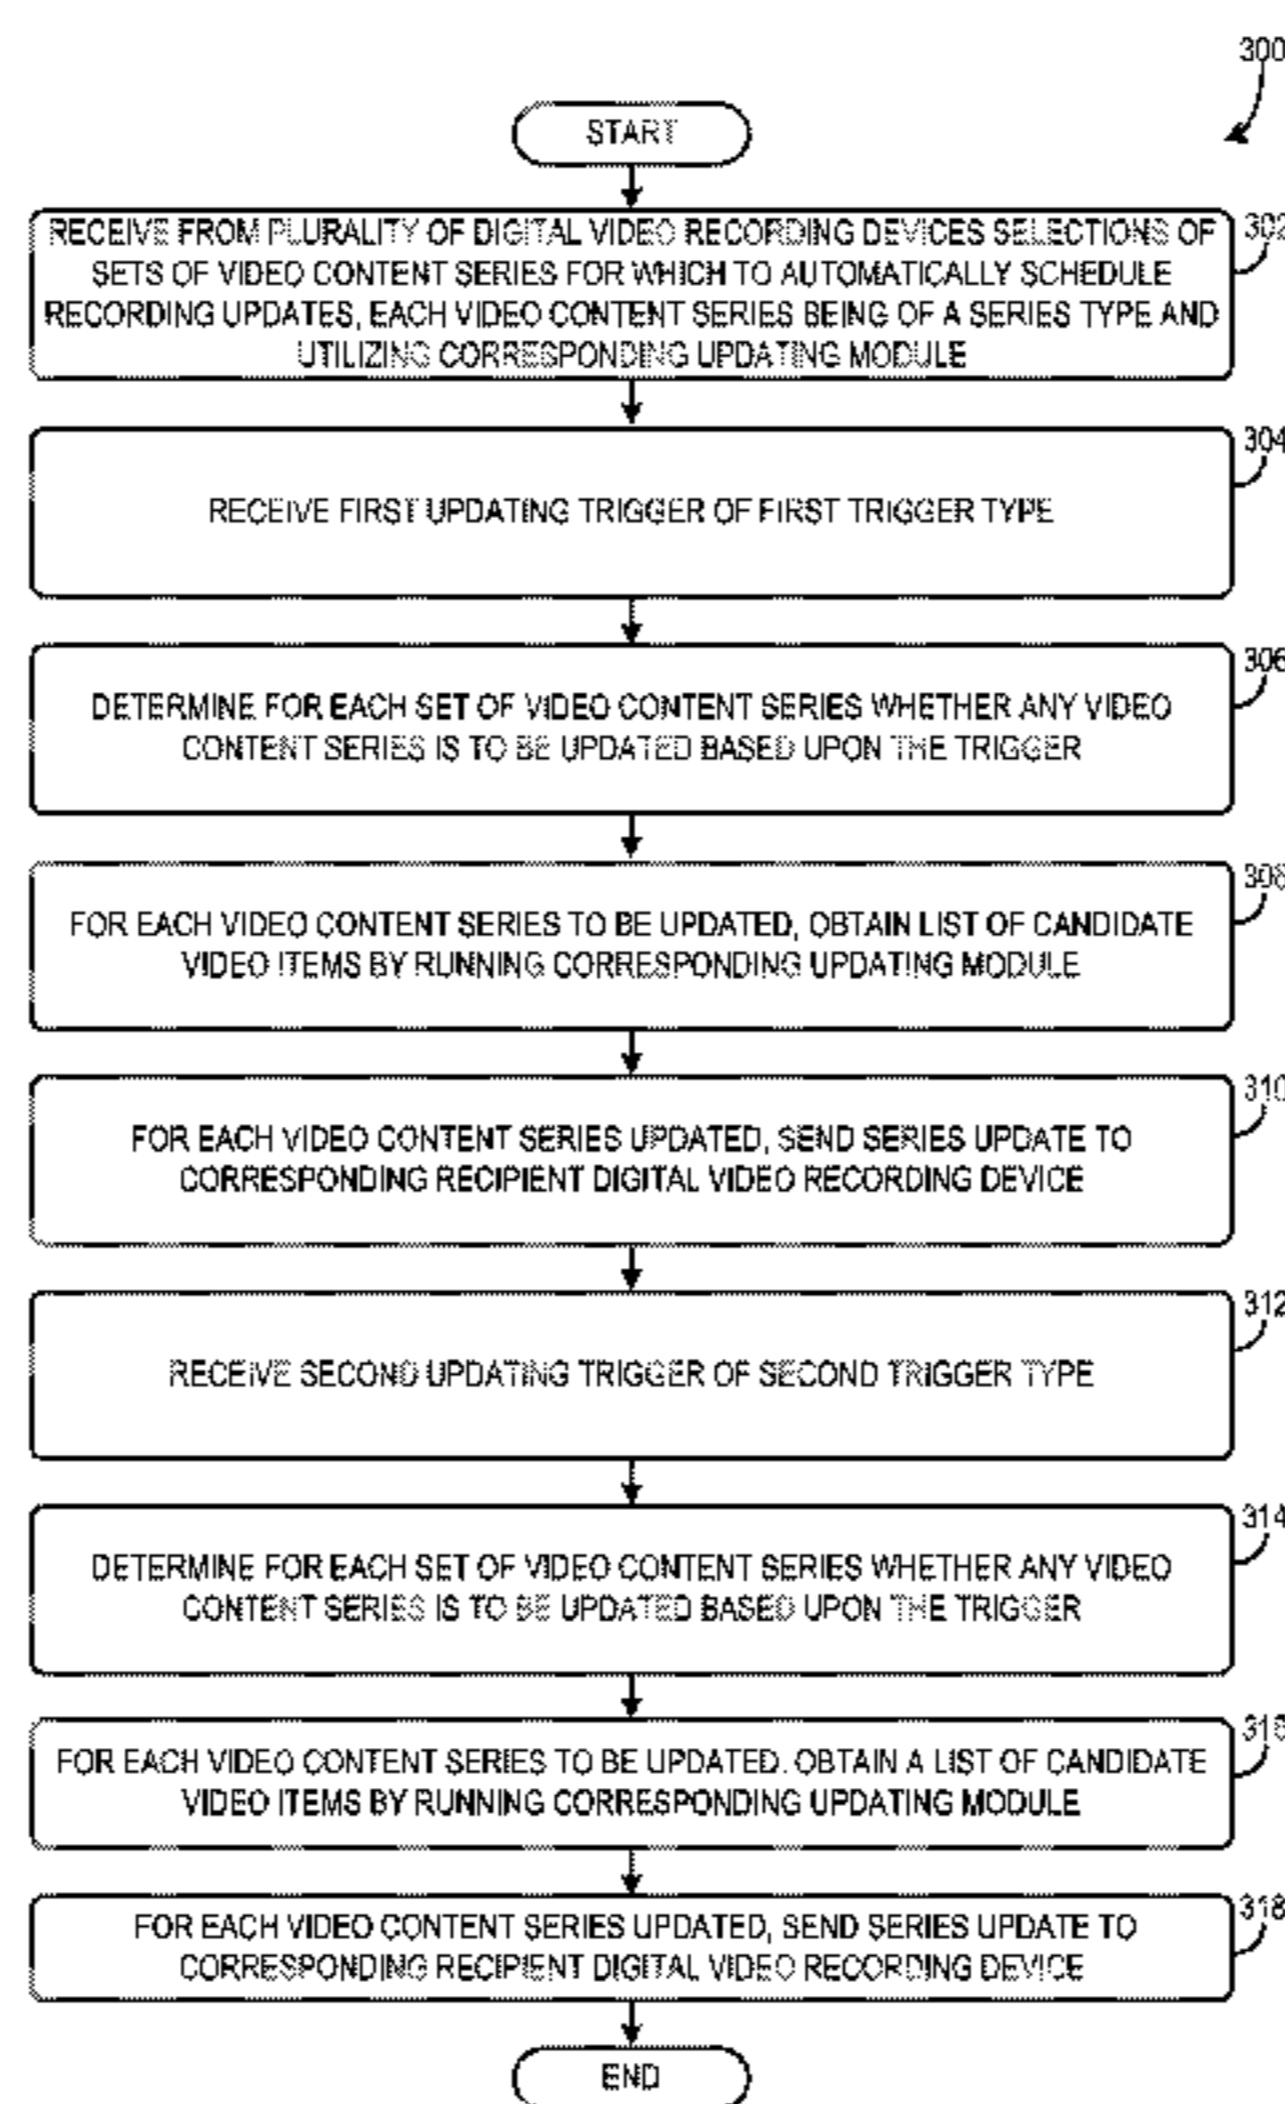 300
START
302
RECEIVE FROM PLURALITY OF DIGITAL VIDEO RECORDING DEVICES SELECTIONS OF
SETS OF VIDEO CONTENT SERIES FOR WHICH TO AUTOMATICALLY SCHEDULE
RECORDING UPDATES, EACH VIDEO CONTENT SERIES BEING OF A SERIES TYPE AND
UTILIZING CORRESPONDING UPDATING MODULE
304
RECEIVE FIRST UPDATING TRIGGER OF FIRST TRIGGER TYPE
306
DETERMINE FOR EACH SET OF VIDEO CONTENT SERIES WHETHER ANY VIDEO
CONTENT SERIES IS TO BE UPDATED BASED UPON THE TRIGGER
308
FOR EACH VIDEO CONTENT SERIES TO BE UPDATED, OBTAIN LIST OF CANDIDATE
VIDEO ITEMS BY RUNNING CORRESPONDING UPDATING MODULE
310
FOR EACH VIDEO CONTENT SERIES UPDATED, SEND SERIES UPDATE TO
CORRESPONDING RECIPIENT DIGITAL VIDEO RECORDING DEVICE
312
RECEIVE SECOND UPDATING TRIGGER OF SECOND TRIGGER TYPE
314
DETERMINE FOR EACH SET OF VIDEO CONTENT SERIES WHETHER ANY VIDEO
CONTENT SERIES IS TO BE UPDATED BASED UPON THE TRIGGER
316
FOR EACH VIDEO CONTENT SERIES TO BE UPDATED. OBTAIN A LIST OF CANDIDATE
VIDEO ITEMS BY RUNNING CORRESPONDING UPDATING MODULE
318
FOR EACH VIDEO CONTENT SERIES UPDATED, SEND SERIES UPDATE TO
CORRESPONDING RECIPIENT DIGITAL VIDEO RECORDING DEVICE
END